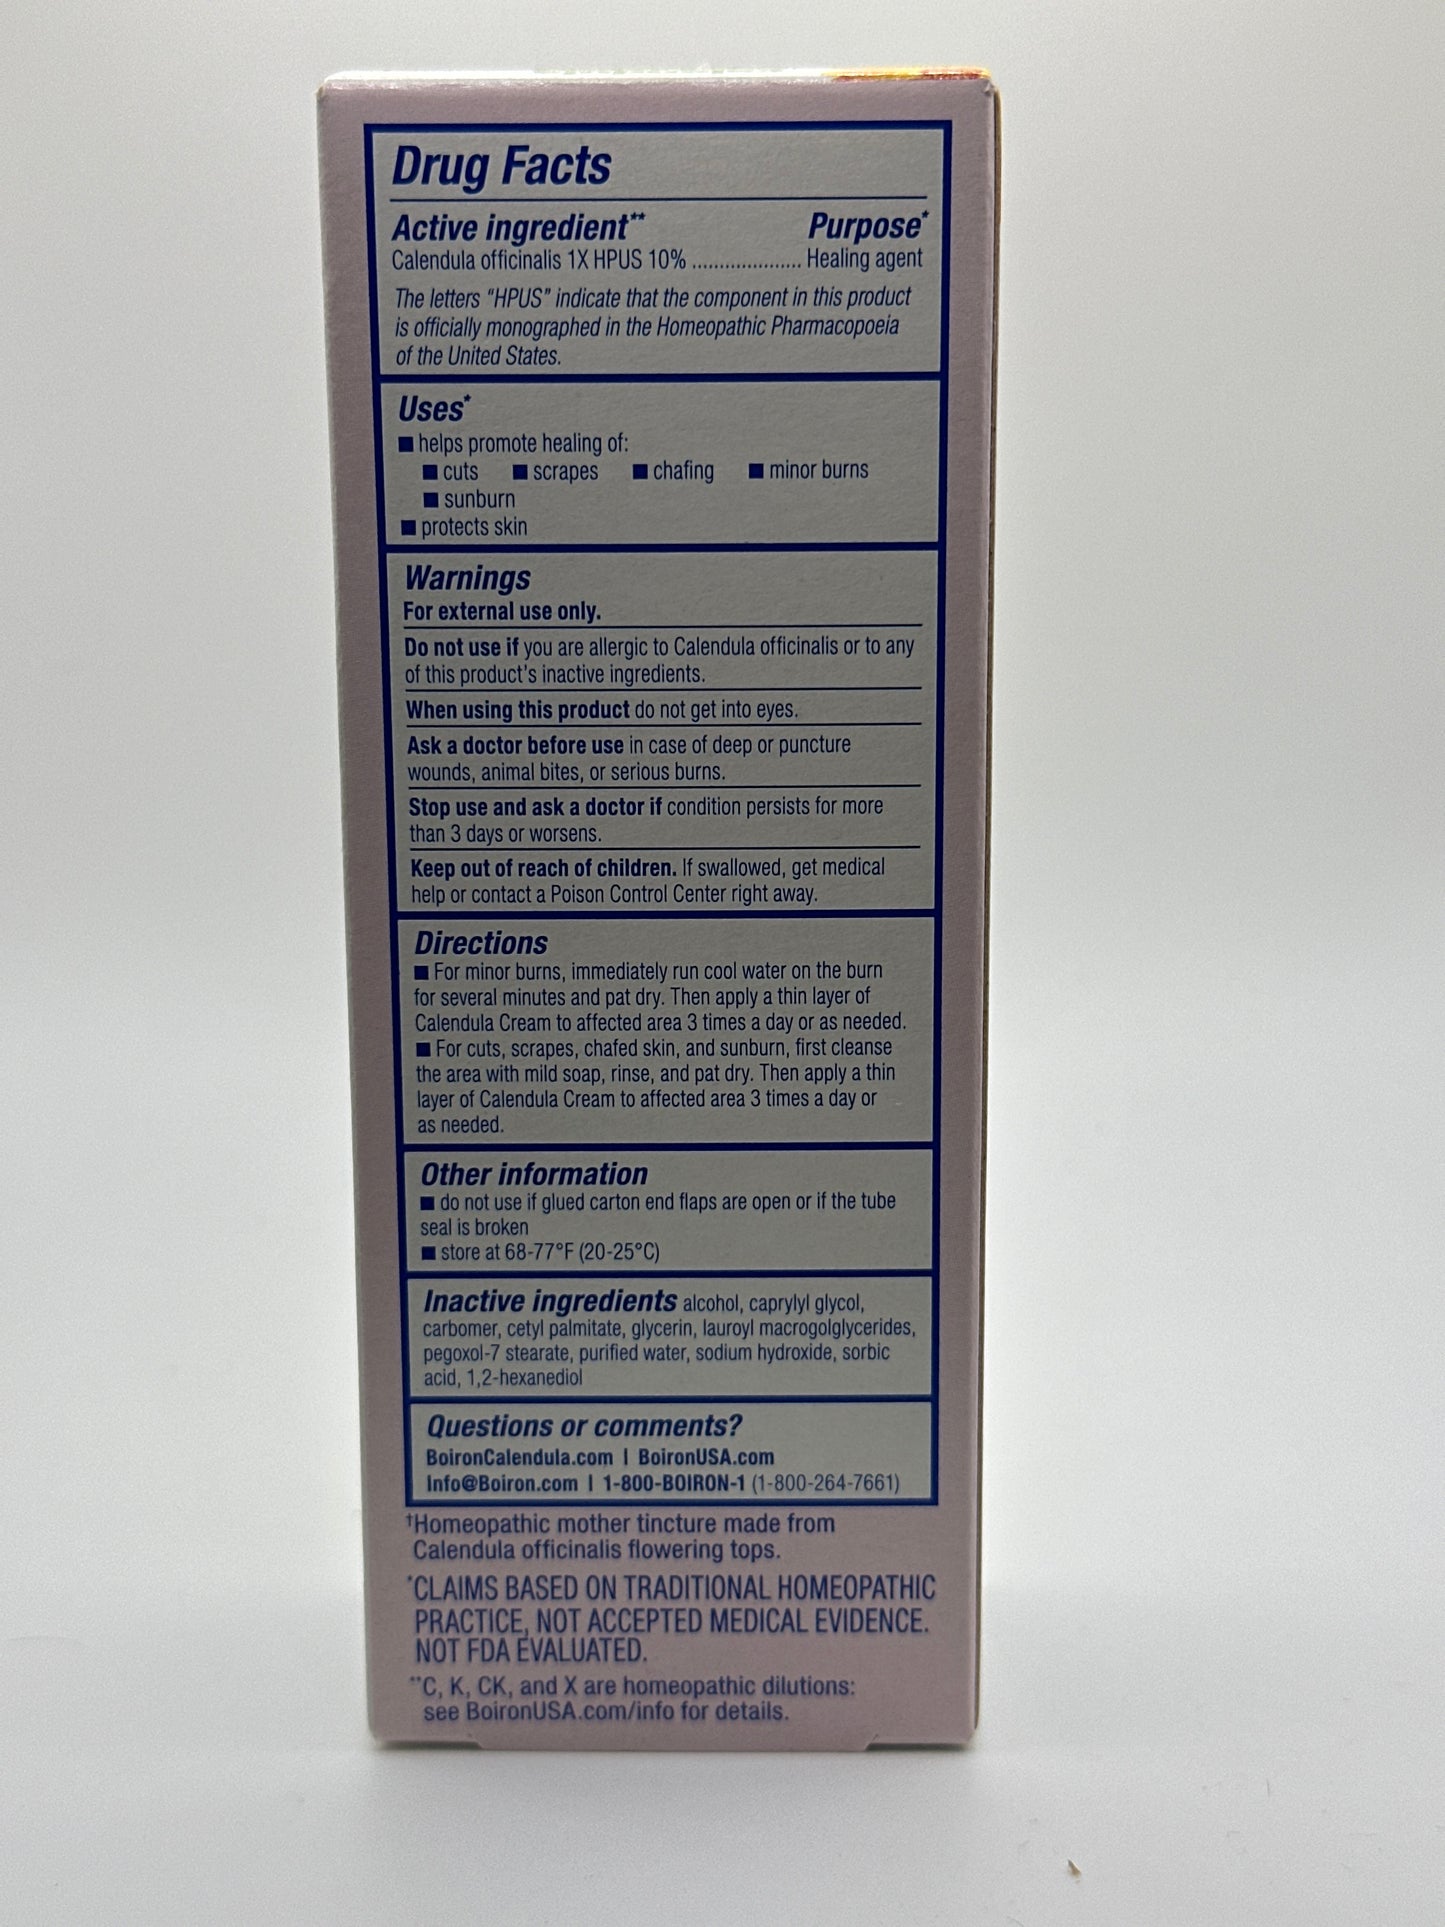 Drug Facts
Active ingredient** Purpose*
Calendula officinalis 1X HPUS 10% .................... Healing agent
The letters "HPUS" indicate that the component in this product
is officially monographed in the Homeopathic Pharmacopoeia
of the United States.
Uses*
■ helps promote healing of:
■ cuts ■ scrapes ■ chafing ■ minor burns
■ sunburn
■ protects skin
Warnings
For external use only.
Do not use if you are allergic to Calendula officinalis or to any
of this product's inactive ingredients.
When using this product do not get into eyes.
Ask a doctor before use in case of deep or puncture
wounds, animal bites, or serious burns.
Stop use and ask a doctor if condition persists for more
than 3 days or worsens.
Keep out of reach of children. If swallowed, get medical
help or contact a Poison Control Center right away.
Directions
■ For minor burns, immediately run cool water on the burn
for several minutes and pat dry. Then apply a thin layer of
Calendula Cream to affected area 3 times a day or as needed.
■ For cuts, scrapes, chafed skin, and sunburn, first cleanse
the area with mild soap, rinse, and pat dry. Then apply a thin
layer of Calendula Cream to affected area 3 times a day or
as needed.
Other information
■ do not use if glued carton end flaps are open or if the tube
seal is broken
■ store at 68-77°F (20-25°C)
Inactive ingredients alcohol, caprylyl glycol,
carbomer, cetyl palmitate, glycerin, lauroyl macrogolglycerides,
pegoxol-7 stearate, purified water, sodium hydroxide, sorbic
acid, 1,2-hexanediol
Questions or comments?
BoironCalendula.com | BoironUSA.com
Info@Boiron.com | 1-800-BOIRON-1 (1-800-264-7661)
†Homeopathic mother tincture made from
Calendula officinalis flowering tops.
*CLAIMS BASED ON TRADITIONAL HOMEOPATHIC
PRACTICE, NOT ACCEPTED MEDICAL EVIDENCE.
NOT FDA EVALUATED.
**C, K, CK, and X are homeopathic dilutions:
see BoironUSA.com/info for details.